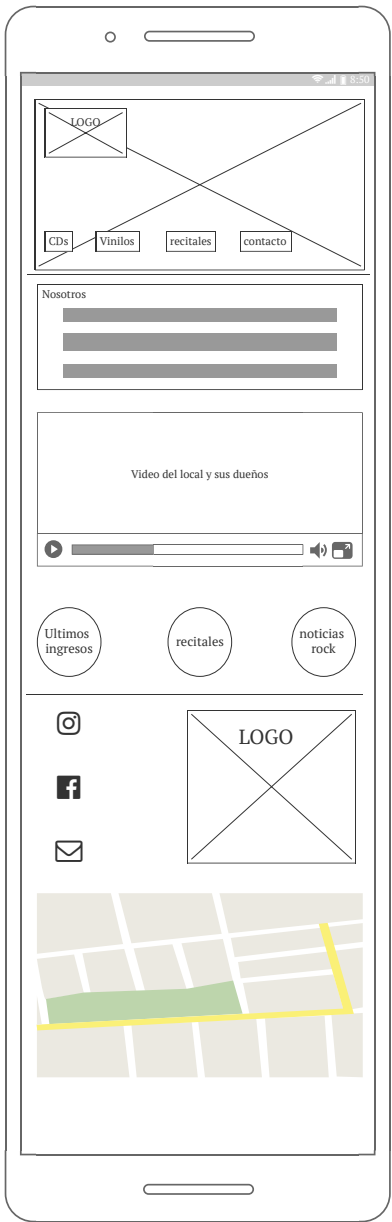 8:50
LOGO
CDs
Vinilos
recitales
contacto
Nosotros
Video del local y sus dueños
Ultimos
ingresos
recitales
noticias
rock
LOGO